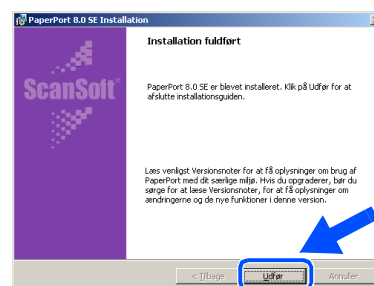 PaperPort 8.0 SE Installation
Installation fuldført
ScanSoft®
PaperPort 8.0 SE er blevet installeret. Klik på Udfør for at
afslutte installationsguiden.
Læs venligst Versionsnoter for at få oplysninger om brug af
PaperPort med dit særlige miljø. Hvis du opgraderer, bør du
sørge for at læse Versionsnoter, for at få oplysninger om
ændringerne og de nye funktioner i denne version.
< Tilbage Udfør Annuller